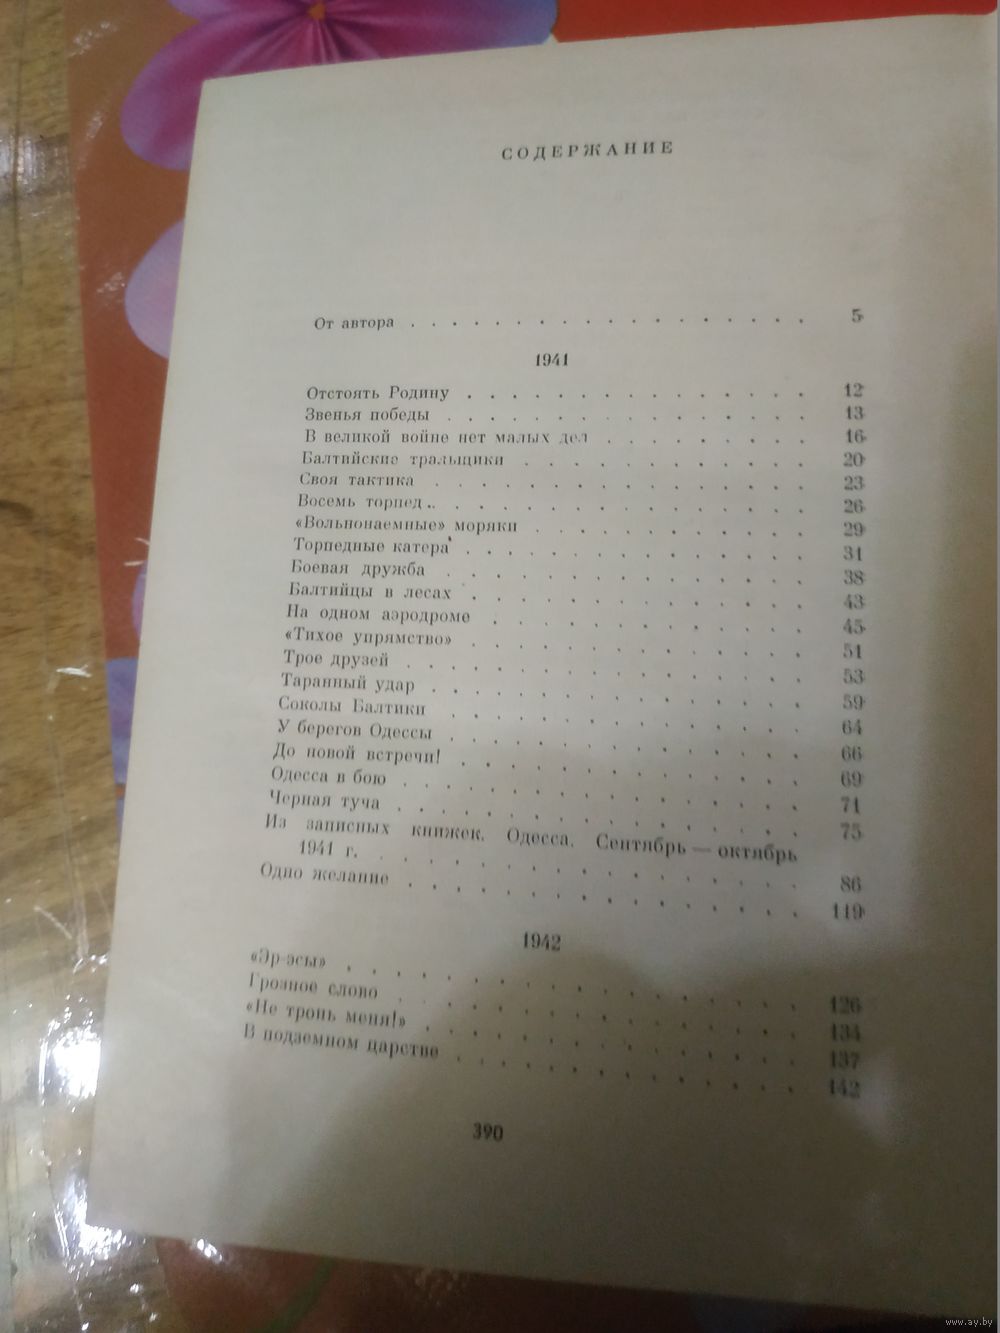 СОДЕРЖАНИЕ
От автора . . . . . . . . . . . . . . . . . . . 5
1941
Отстоять Родину . . . . . . . . . . . . . . 12
Звенья победы . . . . . . . . . . . . . . . 13
В великой войне нет малых дел . . . . . . . . . 16
Балтийские тральщики . . . . . . . . . . . . 20
Своя тактика . . . . . . . . . . . . . . . . 23
Восемь торпед . . . . . . . . . . . . . . . . 26
«Вольнонаемные» моряки . . . . . . . . . . . . 29
Торпедные катера . . . . . . . . . . . . . . 31
Боевая дружба . . . . . . . . . . . . . . . 38
Балтийцы в лесах . . . . . . . . . . . . . . 43
На одном аэродроме . . . . . . . . . . . . . 45
«Тихое упрямство» . . . . . . . . . . . . . . 51
Трое друзей . . . . . . . . . . . . . . . . 53
Таранный удар . . . . . . . . . . . . . . . 59
Соколы Балтики . . . . . . . . . . . . . . . 64
У берегов Одессы . . . . . . . . . . . . . . 66
До новой встречи! . . . . . . . . . . . . . . 69
Одесса в бою . . . . . . . . . . . . . . . . 71
Черная туча . . . . . . . . . . . . . . . . 75
Из записных книжек. Одесса. Сентябрь — октябрь
1941 г. . . . . . . . . . . . . . . . . . . 86
Одно желание . . . . . . . . . . . . . . . . 119
1942
«Эр-эсы» . . . . . . . . . . . . . . . . . 126
Грозное слово . . . . . . . . . . . . . . . 134
«Не тронь меня!» . . . . . . . . . . . . . . 137
В подземном царстве . . . . . . . . . . . . . 142
390
www.ay.by